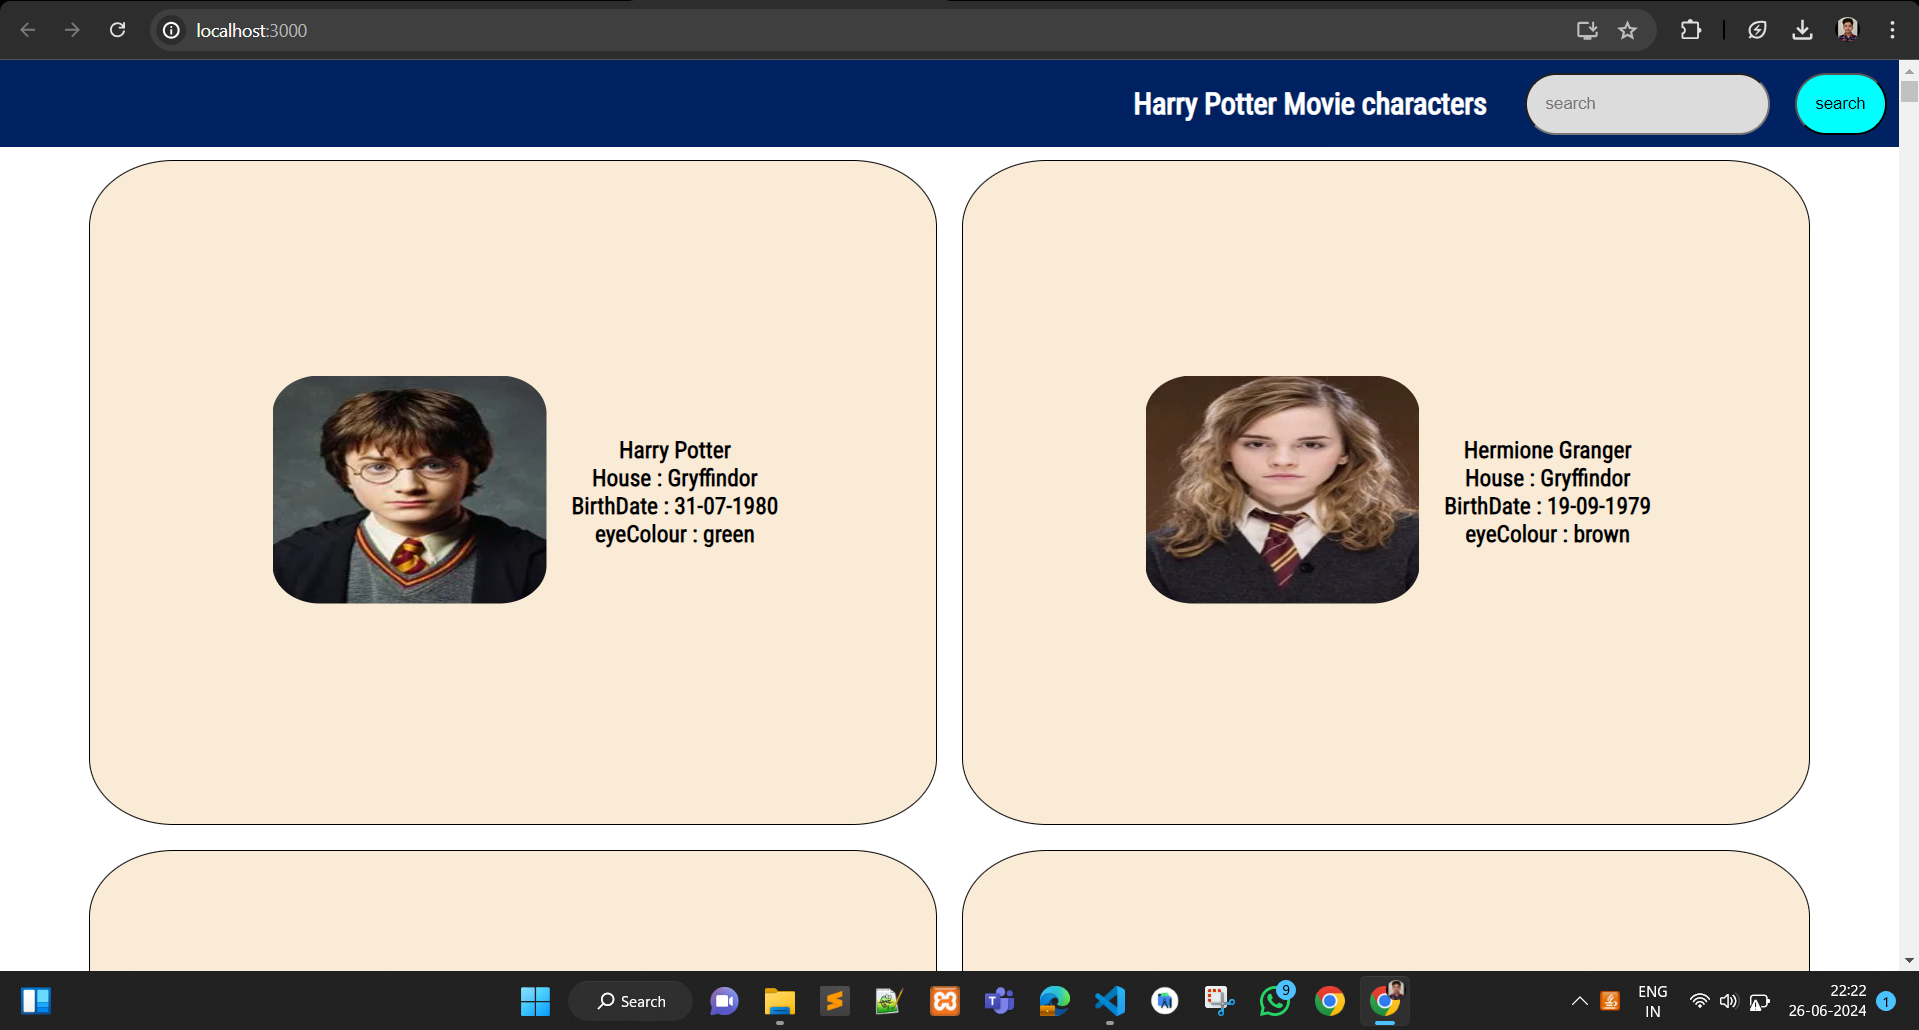 localhost:3000
Harry Potter Movie characters
search
search
Harry Potter
House : Gryffindor
BirthDate : 31-07-1980
eyeColour : green
Hermione Granger
House : Gryffindor
BirthDate : 19-09-1979
eyeColour : brown
Search
9
ENG
IN
22:22
26-06-2024
1